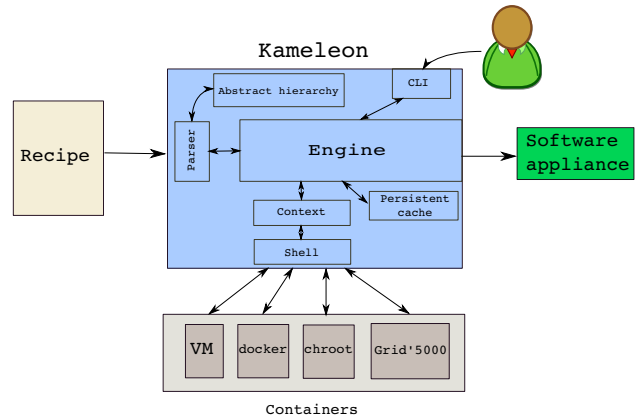 Kameleon
CLI
Abstract hierarchy
Recipe
Parser
Engine
Software
appliance
Persistent
cache
Context
Shell
VM
docker
chroot
Grid'5000
Containers